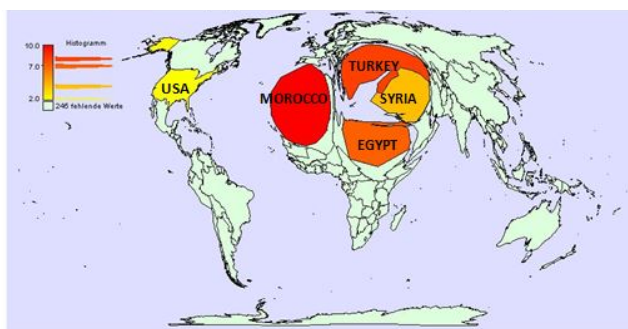 10.0
Histogramm
7.0
2.0
246 fehlende Werte
USA
MOROCCO
TURKEY
SYRIA
EGYPT